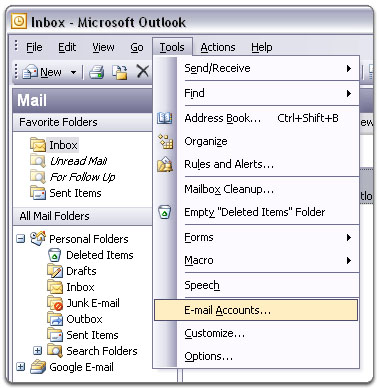 Inbox - Microsoft Outlook
File Edit View Go Tools Actions Help
New
Mail
Favorite Folders
Inbox
Unread Mail
For Follow Up
Sent Items
All Mail Folders
Personal Folders
Deleted Items
Drafts
Inbox
Junk E-mail
Outbox
Sent Items
Search Folders
Google E-mail
Send/Receive
Find
Address Book... Ctrl+Shift+B
Organize
Rules and Alerts...
Mailbox Cleanup...
Empty "Deleted Items" Folder
Forms
Macro
Speech
E-mail Accounts...
Customize...
Options...